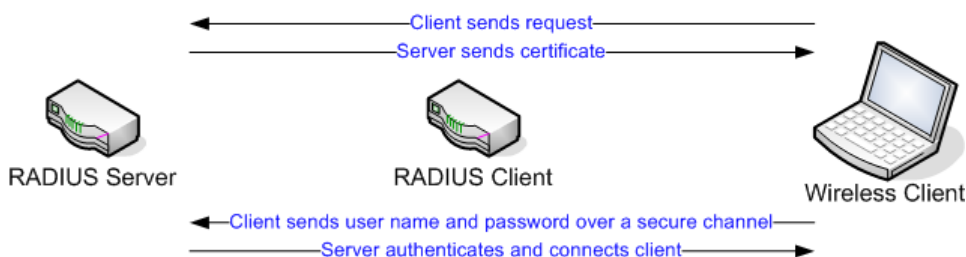 Client sends request
Server sends certificate
RADIUS Server
RADIUS Client
Wireless Client
Client sends user name and password over a secure channel
Server authenticates and connects client